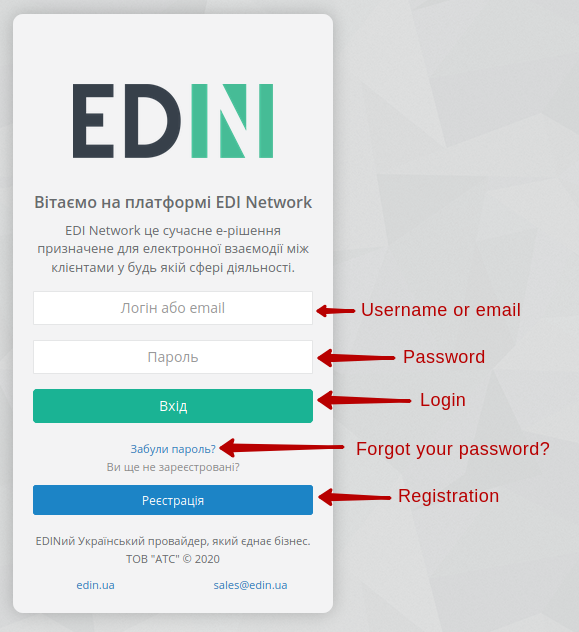 EDIN
Вітаємо на платформі EDI Network
EDI Network це сучасне е-рішення
призначене для електронної взаємодії між
клієнтами у будь якій сфері діяльності.
Логін або email
Username or email
Пароль
Password
Вхід
Login
Забули пароль?
Forgot your password?
Ви ще не зареєстровані?
Реєстрація
Registration
EDINий Український провайдер, який єднає бізнес.
ТОВ "АТС" © 2020
edin.ua
sales@edin.ua